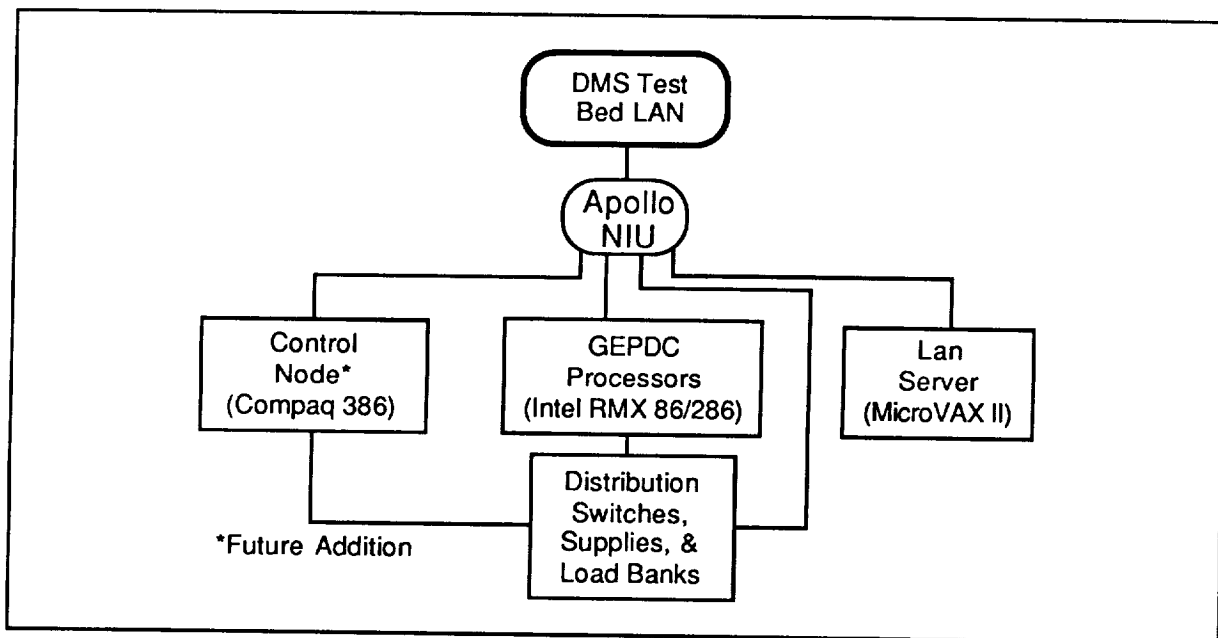 DMS Test
Bed LAN
Apollo
NIU
Control
Node*
(Compaq 386)
GEPDC
Processors
(Intel RMX 86/286)
Lan
Server
(MicroVAX II)
Distribution
Switches,
Supplies, &
Load Banks
*Future Addition